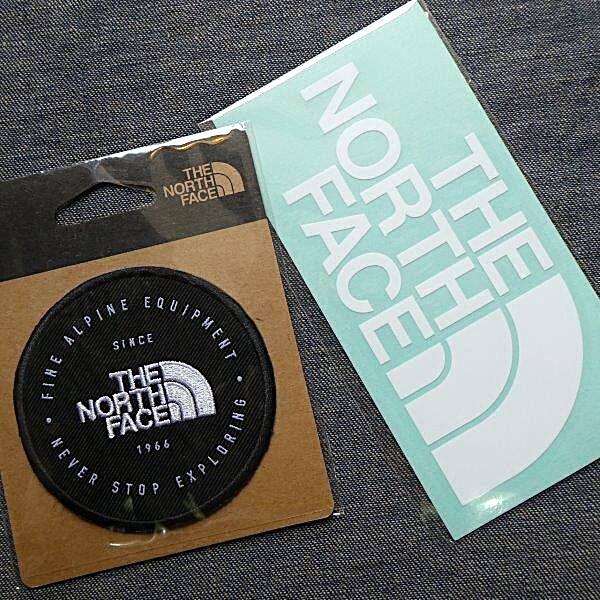 THE
NORTH
FACE
FINE ALPINE EQUIPMENT
SINCE
THE
NORTH
FACE
1966
NEVER STOP EXPLORING
THE
NORTH
FACE